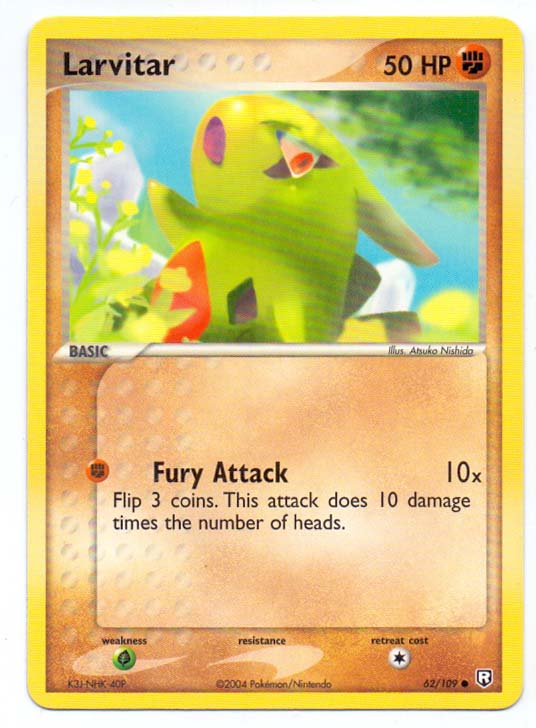 Larvitar
50 HP
BASIC
Illus. Atsuko Nishida
Fury Attack 10x
Flip 3 coins. This attack does 10 damage
times the number of heads.
weakness resistance retreat cost
K3J-NHK-40P ©2004 Pokémon/Nintendo 62/109 ● R